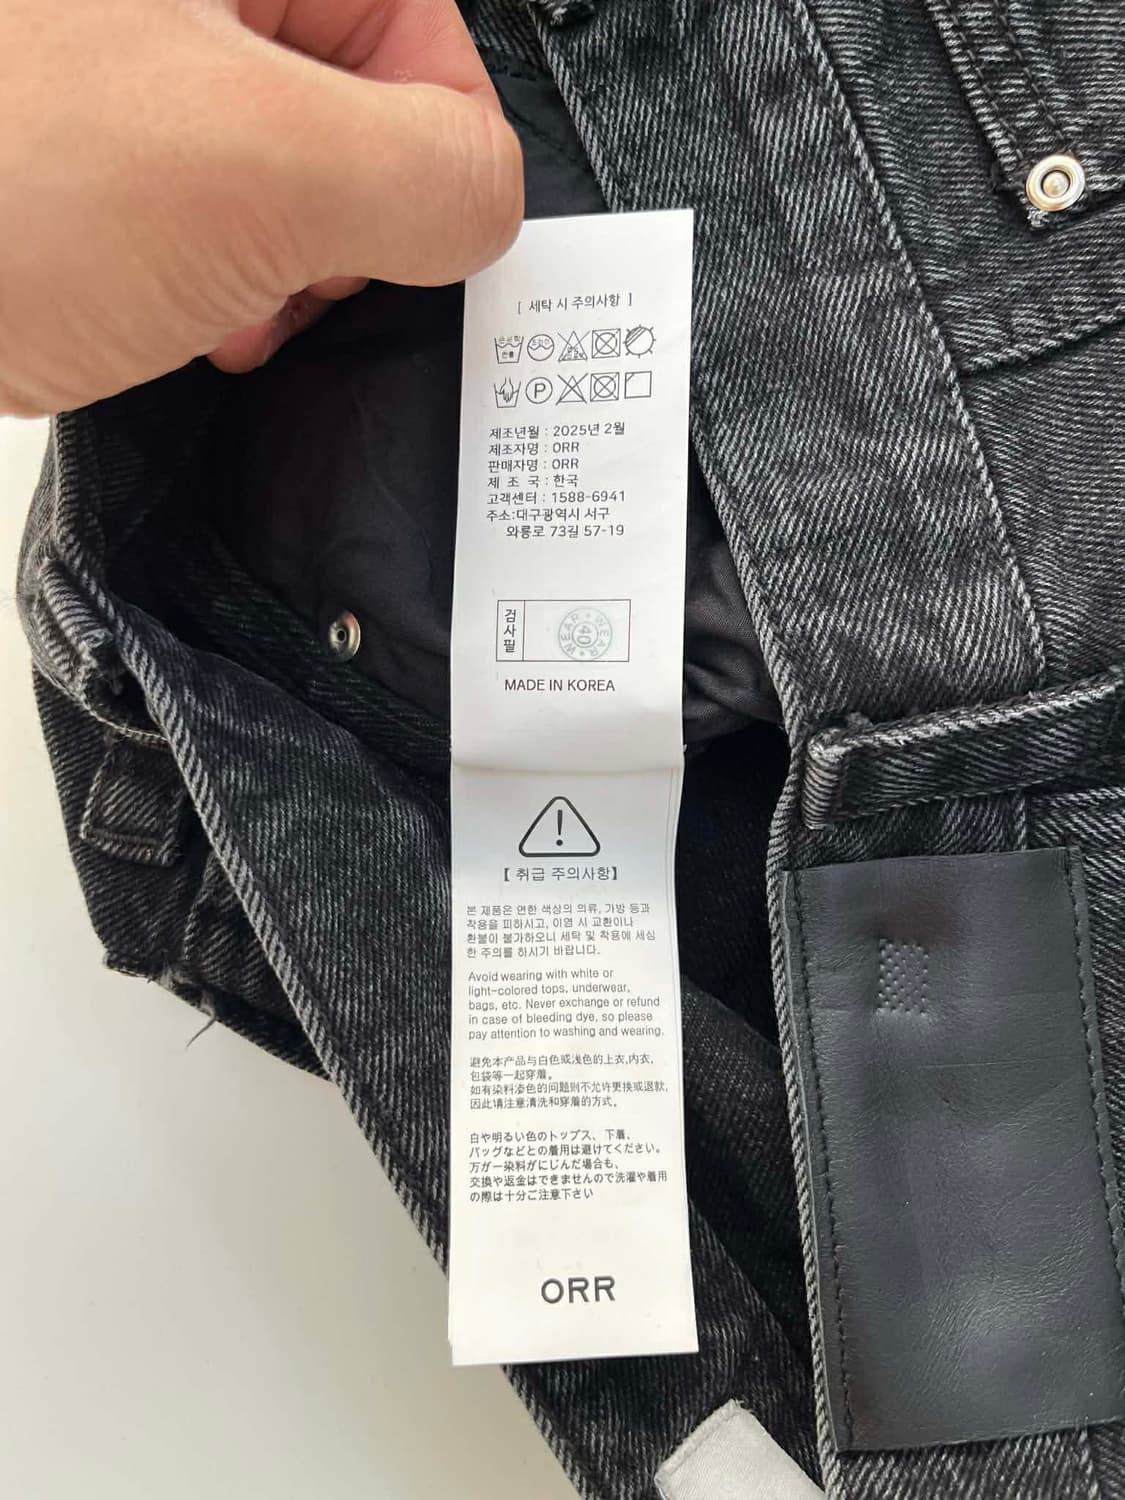 [ 세탁 시 주의사항 ]
P
제조년월 : 2025년 2월
제조자명 : ORR
판매자명 : ORR
제 조 국 : 한국
고객센터 : 1588-6941
주소:대구광역시 서구
와룡로 73길 57-19
검사필
WEAR WEAR
40
MADE IN KOREA
!
【 취급 주의사항】
본 제품은 연한 색상의 의류, 가방 등과
착용을 피하시고, 이염 시 교환이나
환불이 불가하오니 세탁 및 착용에 세심
한 주의를 하시기 바랍니다.
Avoid wearing with white or
light-colored tops, underwear,
bags, etc. Never exchange or refund
in case of bleeding dye, so please
pay attention to washing and wearing.
避免本产品与白色或浅色的上衣,内衣,
包袋等一起穿着。
如有染料渗色的问题则不允许更换或退款,
因此请注意清洗和穿着的方式。
白や明るい色のトップス、下着、
バッグなどとの着用は避けてください。
万が一染料がにじんだ場合も、
交換や返金はできませんので洗濯や着用
の際は十分ご注意下さい
ORR